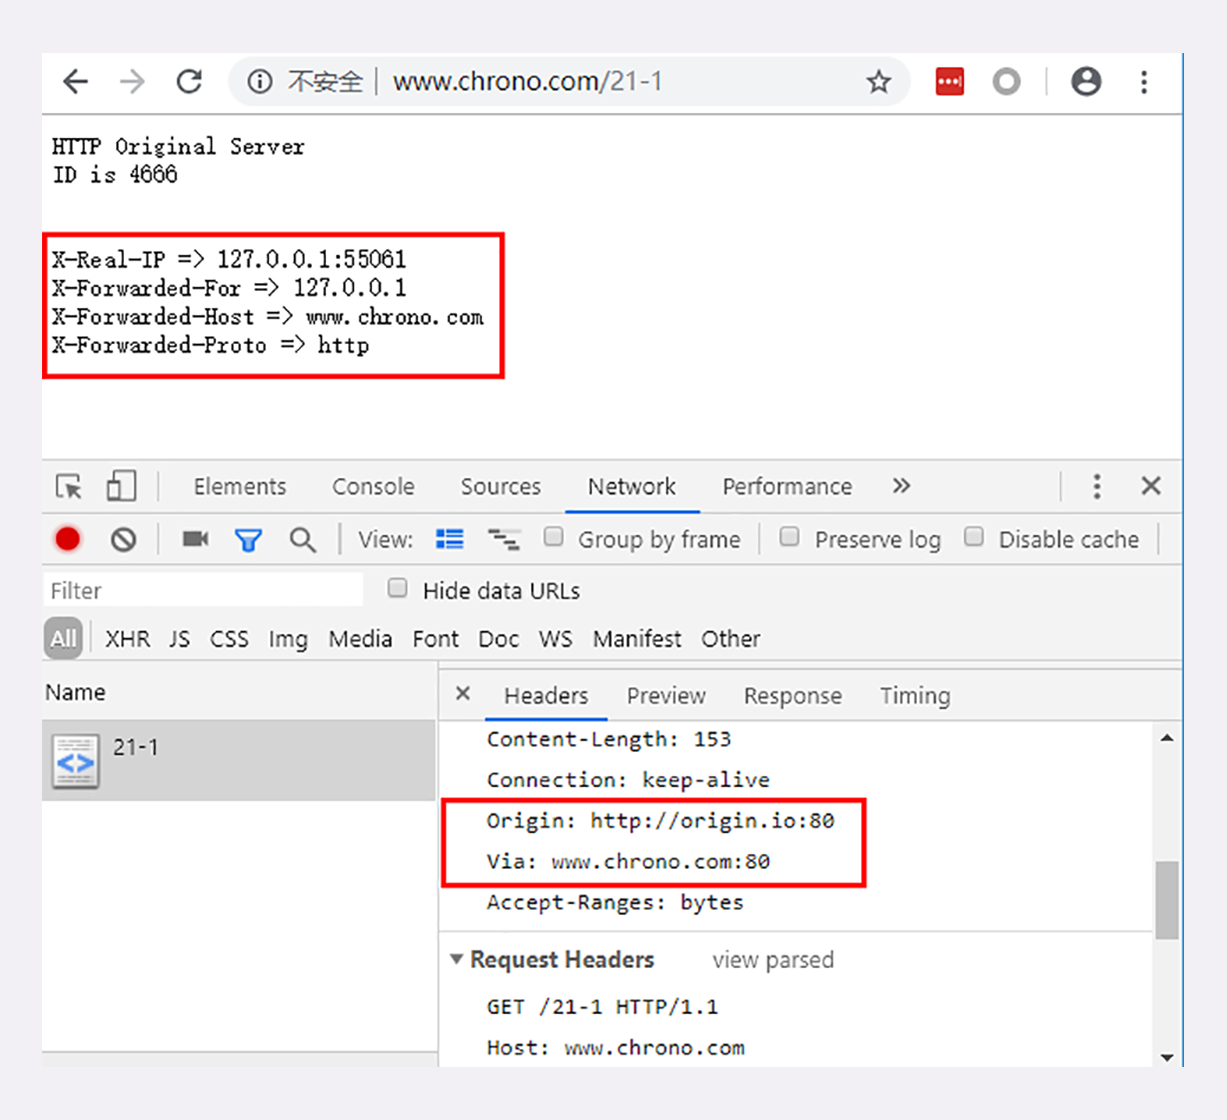 不安全 | www.chrono.com/21-1
HTTP Original Server
ID is 4666
X-Real-IP => 127.0.0.1:55061
X-Forwarded-For => 127.0.0.1
X-Forwarded-Host => www.chrono.com
X-Forwarded-Proto => http
Elements Console Sources Network Performance »
View: Group by frame Preserve log Disable cache
Filter Hide data URLs
All XHR JS CSS Img Media Font Doc WS Manifest Other
Name
21-1
× Headers Preview Response Timing
Content-Length: 153
Connection: keep-alive
Origin: http://origin.io:80
Via: www.chrono.com:80
Accept-Ranges: bytes
Request Headers view parsed
GET /21-1 HTTP/1.1
Host: www.chrono.com